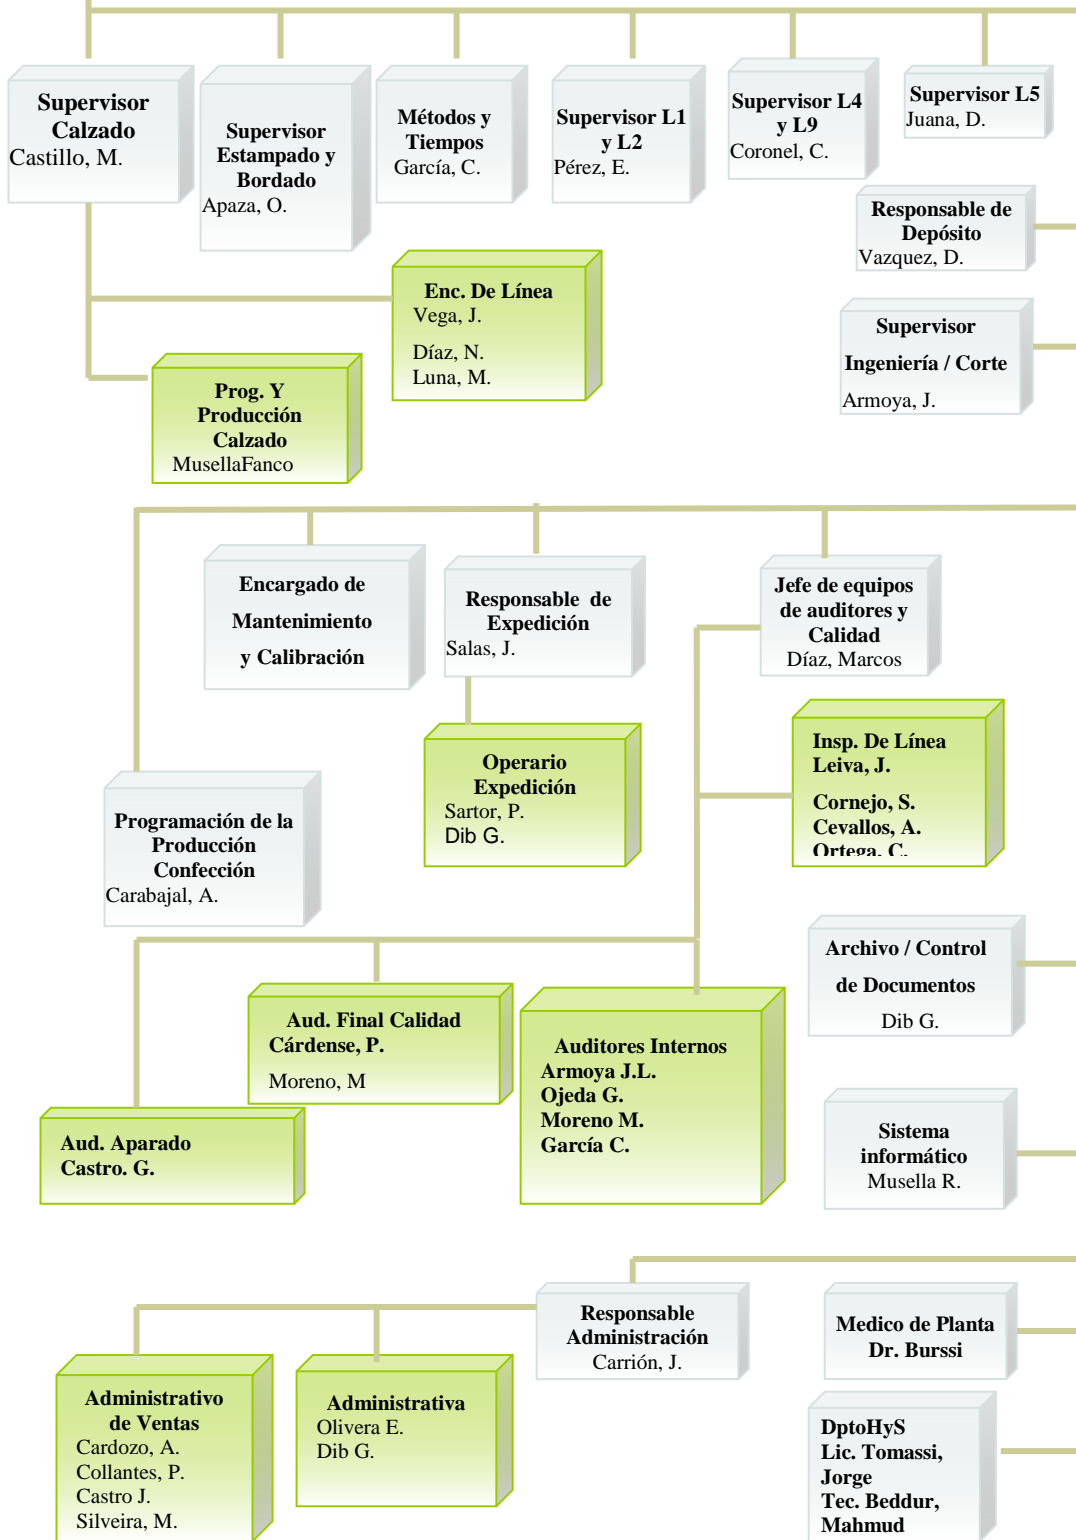 Supervisor
Calzado
Castillo, M.
Supervisor
Estampado y
Bordado
Apaza, O.
Métodos y
Tiempos
García, C.
Supervisor L1
y L2
Pérez, E.
Supervisor L4
y L9
Coronel, C.
Supervisor L5
Juana, D.
Responsable de
Depósito
Vazquez, D.
Enc. De Línea
Vega, J.
Díaz, N.
Luna, M.
Supervisor
Ingeniería / Corte
Armoya, J.
Prog. Y
Producción
Calzado
MusellaFanco
Encargado de
Mantenimiento
y Calibración
Responsable de
Expedición
Salas, J.
Jefe de equipos
de auditores y
Calidad
Díaz, Marcos
Operario
Expedición
Sartor, P.
Dib G.
Insp. De Línea
Leiva, J.
Cornejo, S.
Cevallos, A.
Ortega, C.
Programación de la
Producción
Confección
Carabajal, A.
Archivo / Control
de Documentos
Dib G.
Aud. Final Calidad
Cárdense, P.
Moreno, M
Auditores Internos
Armoya J.L.
Ojeda G.
Moreno M.
García C.
Aud. Aparado
Castro. G.
Sistema
informático
Musella R.
Responsable
Administración
Carrión, J.
Medico de Planta
Dr. Burssi
Administrativo
de Ventas
Cardozo, A.
Collantes, P.
Castro J.
Silveira, M.
Administrativa
Olivera E.
Dib G.
DptoHyS
Lic. Tomassi,
Jorge
Tec. Beddur,
Mahmud